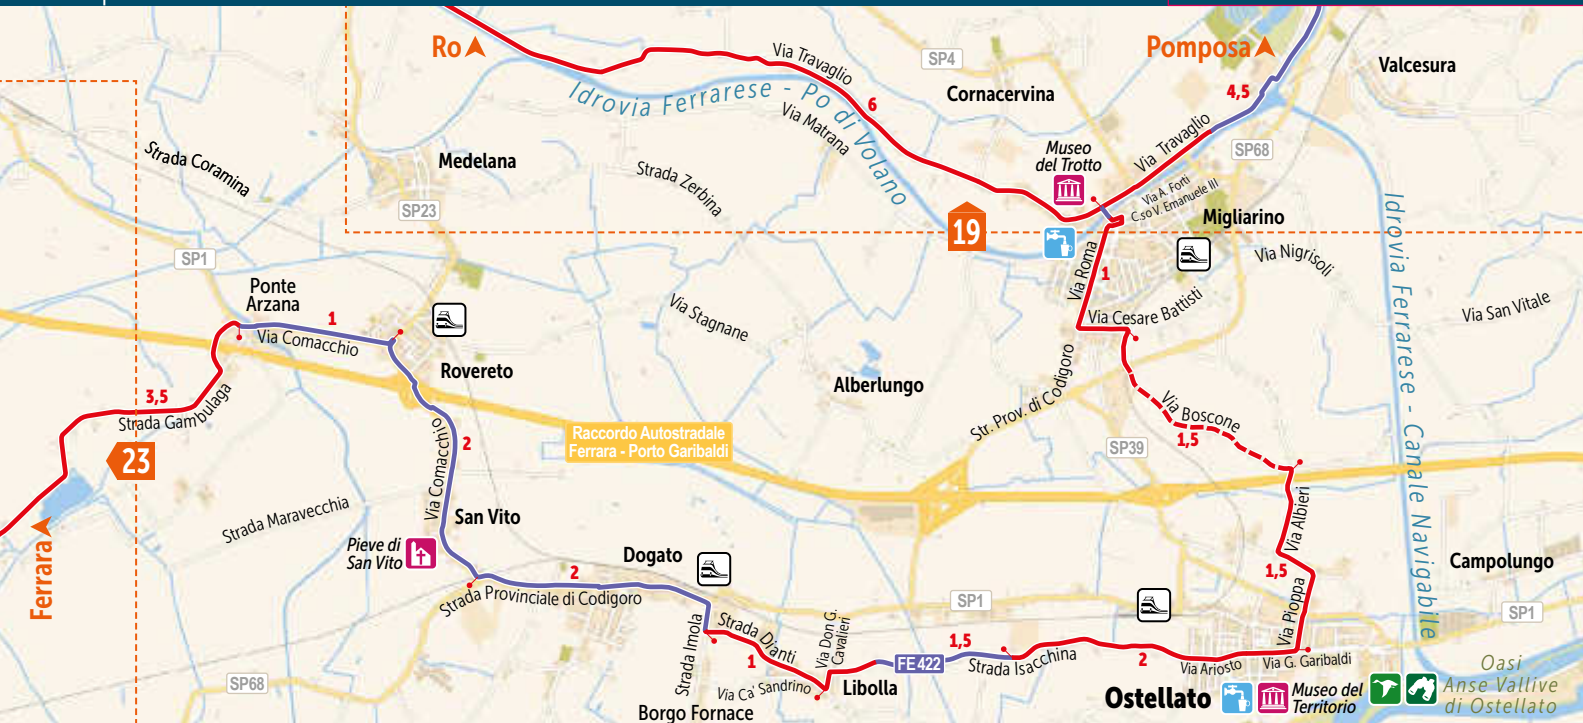 Ro
Via Travaglio
SP4
Pomposa
Valcesura
Idrovia Ferrarese - Po di Volano
6
Cornacervina
4,5
Via Matrana
Via Travaglio
Strada Coramina
Medelana
Strada Zerbina
Museo
del Trotto
SP68
Via A. Forti
C.so V. Emanuele III
SP23
19
Migliarino
Idrovia Ferrarese - Canale Navigabile
SP1
Ponte
Arzana
1
Via Comacchio
Via Stagnane
Via Roma
1
Via Nigrisoli
Via Cesare Battisti
Via San Vitale
Rovereto
Alberlungo
3,5
Strada Gambulaga
Str. Prov. di Codigoro
Via Boscone
1,5
23
Via Comacchio
2
Raccordo Autostradale
Ferrara - Porto Garibaldi
SP39
Strada Maravecchia
San Vito
Via Albieri
Ferrara
Pieve di
San Vito
Dogato
Campolungo
2
Strada Provinciale di Codigoro
1,5
SP1
SP1
Strada Imola
Strada Dianti
1
Via Don G.
Cavalieri
1,5
Via Pioppa
FE422
Strada Isacchina
2
Via Ariosto
Via G. Garibaldi
SP68
Via Ca' Sandrino
Libolla
Borgo Fornace
Ostellato
Museo del
Territorio
Oasi
Anse Vallive
di Ostellato